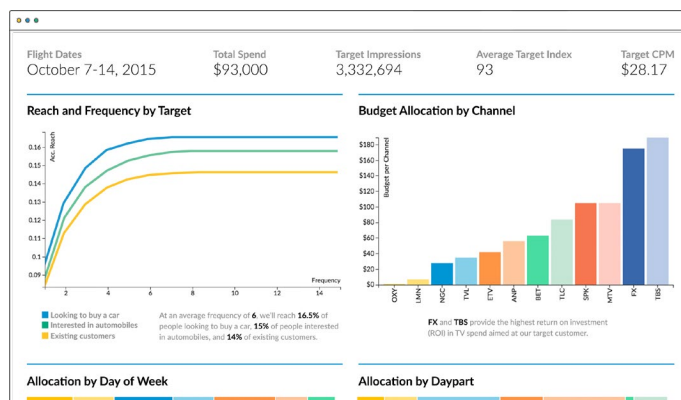 Flight Dates
October 7-14, 2015
Total Spend
$93,000
Target Impressions
3,332,694
Average Target Index
93
Target CPM
$28.17
Reach and Frequency by Target
Acc. Reach
0.16
0.15
0.14
0.13
0.12
0.11
0.1
0.09
2
4
6
8
10
12
14
Frequency
Looking to buy a car
Interested in automobiles
Existing customers
At an average frequency of 6, we'll reach 16.5% of
people looking to buy a car, 15% of people interested
in automobiles, and 14% of existing customers.
Budget Allocation by Channel
Budget per Channel
$180
$160
$140
$120
$100
$80
$60
$40
$20
$0
OXY
LMN
NGC
TVL
ETV
ANP
BET
TLC
SPK
MTV
FX
TBS
FX and TBS provide the highest return on investment
(ROI) in TV spend aimed at our target customer.
Allocation by Day of Week
Allocation by Daypart